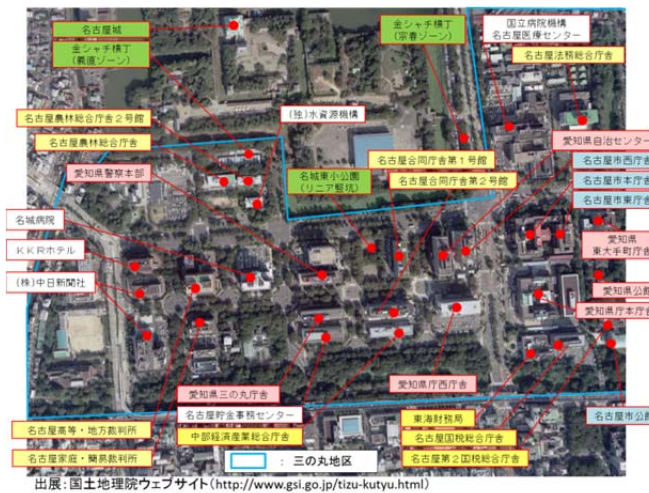 名古屋城
金シャチ横丁
(義直ゾーン)
金シャチ横丁
(宗春ゾーン)
国立病院機構
名古屋医療センター
名古屋法務総合庁舎
名古屋農林総合庁舎２号館
(独)水資源機構
名古屋農林総合庁舎
愛知県警察本部
名城東小公園
(リニア竪坑)
名古屋合同庁舎第１号館
名古屋合同庁舎第２号館
愛知県自治センター
名古屋市西庁舎
名古屋市本庁舎
名古屋市東庁舎
名城病院
ＫＫＲホテル
(株)中日新聞社
愛知県
東大手町庁舎
愛知県公館
愛知県庁本庁舎
愛知県三の丸庁舎
名古屋貯金事務センター
中部経済産業総合庁舎
愛知県庁西庁舎
東海財務局
名古屋国税総合庁舎
名古屋第２国税総合庁舎
名古屋市公館
名古屋高等・地方裁判所
名古屋家庭・簡易裁判所
：三の丸地区
出展：国土地理院ウェブサイト(http://www.gsi.go.jp/tizu-kutyu.html)